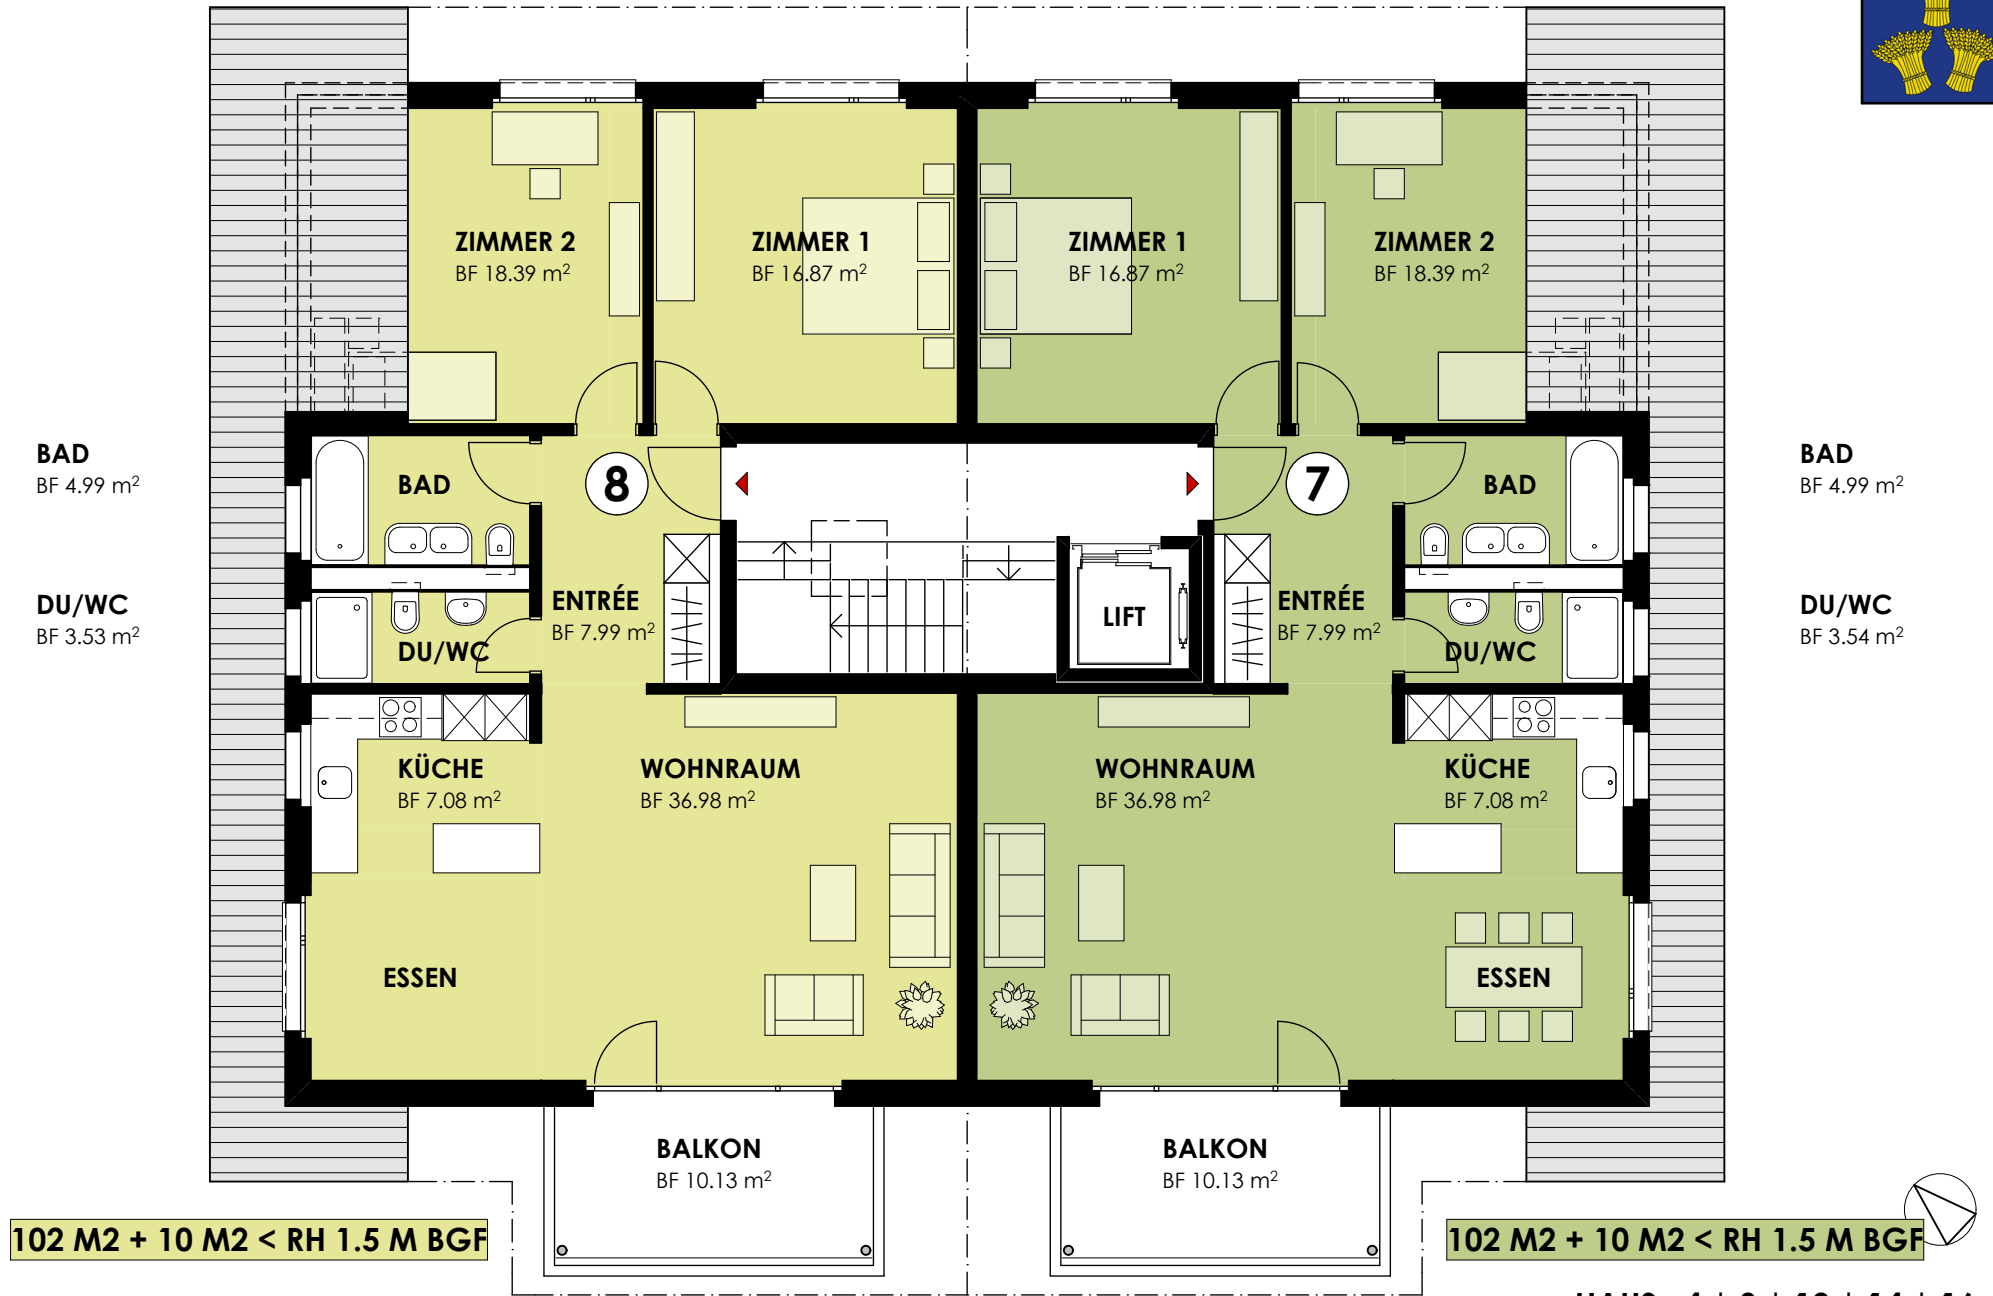 ZIMMER 2
BF 18.39 m²
ZIMMER 1
BF 16.87 m²
ZIMMER 1
BF 16.87 m²
ZIMMER 2
BF 18.39 m²
BAD
BF 4.99 m²
BAD
8
7
BAD
BAD
BF 4.99 m²
DU/WC
BF 3.53 m²
DU/WC
ENTRÉE
BF 7.99 m²
LIFT
ENTRÉE
BF 7.99 m²
DU/WC
DU/WC
BF 3.54 m²
KÜCHE
BF 7.08 m²
WOHNRAUM
BF 36.98 m²
WOHNRAUM
BF 36.98 m²
KÜCHE
BF 7.08 m²
ESSEN
ESSEN
BALKON
BF 10.13 m²
BALKON
BF 10.13 m²
102 M2 + 10 M2 < RH 1.5 M BGF
102 M2 + 10 M2 < RH 1.5 M BGF